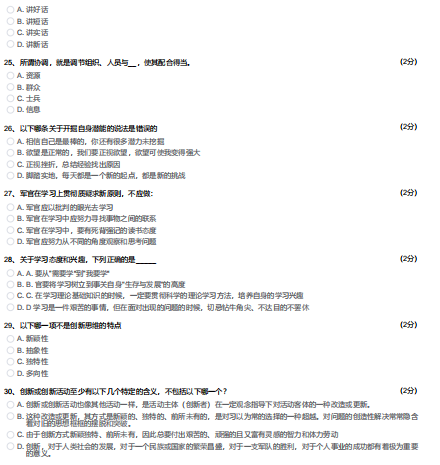 A. 讲好话
B. 讲短话
C. 讲实话
D. 讲新话
25、所谓协调，就是调节组织、人员与__，使其配合得当。 (2分)
A. 资源
B. 群众
C. 士兵
D. 信息
26、以下哪条关于开掘自身潜能的说法是错误的 (2分)
A. 相信自己是最棒的，你还有很多潜力未挖掘
B. 欲望是正常的，我们要正视欲望，欲望可使我变得强大
C. 正视挫折，总结经验找出原因
D. 脚踏实地，每天都是一个新的起点，都是新的挑战
27、军官在学习上贯彻质疑求新原则，不应做： (2分)
A. 军官应以批判的眼光去学习
B. 军官在学习中应努力寻找事物之间的联系
C. 军官在学习中，要有死背强记的读书态度
D. 军官应努力从不同的角度观察和思考问题
28、关于学习态度和兴趣，下列正确的是______ (2分)
A. A. 要从"需要学"到"我要学"
B. B. 官要将学习树立到事关自身"生存与发展"的高度
C. C. 在学习理论基础知识的时候，一定要贯彻科学的理论学习方法，培养自身的学习兴趣
D. D 学习是一件艰苦的事情，但在面对出现的问题的时候，切忌钻牛角尖，不达目的不罢休
29、以下哪一项不是创新思维的特点 (2分)
A. 新颖性
B. 抽象性
C. 独特性
D. 多向性
30、创新或创新活动至少有以下几个特定的含义，不包括以下哪一个？ (2分)
A. 创新或创新活动也像其他活动一样，是活动主体（创新者）在一定观念指导下对活动客体的一种改造或更新。
B. 这种改造或更新，其方式是新颖的、独特的、前所未有的，是对习以为常的选择的一种超越。对问题的创造性解决常常隐含
着对旧的思想框框的摆脱和突破。
C. 由于创新方式新颖独特、前所未有，因此总要付出艰苦的、顽强的且又富有灵感的智力和体力劳动
D. 创新，对于人类社会的发展，对于一个民族或国家的繁荣昌盛，对于一支军队的胜利，对于个人事业的成功都有着极为重要
的意义。